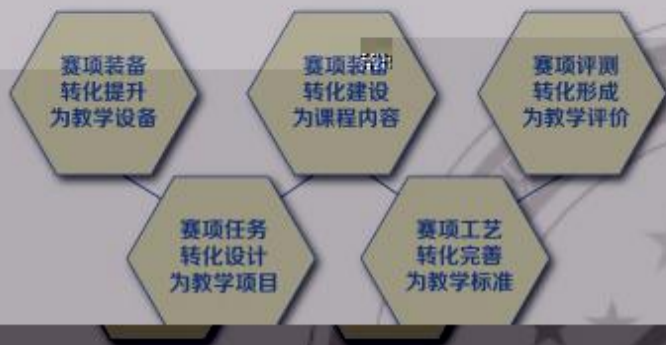 赛项装备
转化提升
为教学设备
赛项
转化建设
为课程内容
赛项评测
转化形成
为教学评价
赛项任务
转化设计
为教学项目
赛项工艺
转化完善
为教学标准